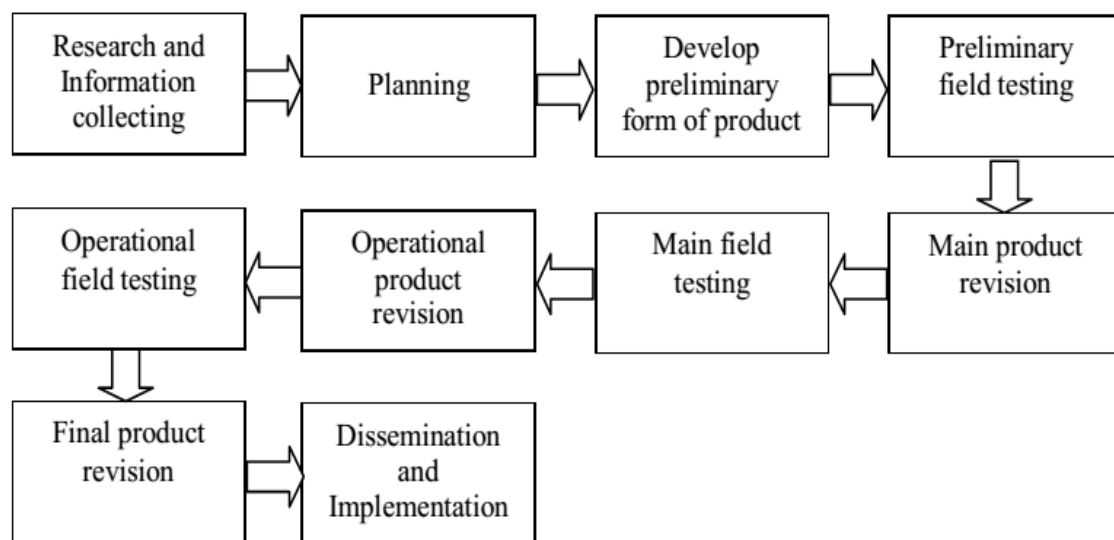 Research and
Information
collecting
Planning
Develop
preliminary
form of product
Preliminary
field testing
Main product
revision
Main field
testing
Operational
product
revision
Operational
field testing
Final product
revision
Dissemination
and
Implementation